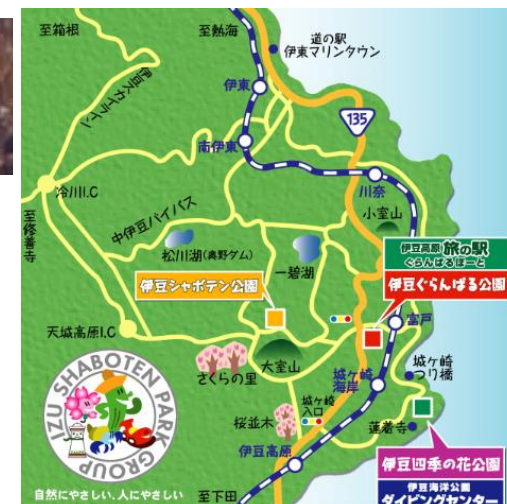 至箱根
至熱海
道の駅
伊東マリンタウン
伊豆スカイライン
伊東
135
南伊東
川奈
冷川I.C
小室山
至修善寺
中伊豆バイパス
松川湖(奥野ダム)
一碧湖
伊豆高原 旅の駅
ぐらんぱるぽーと
伊豆シャボテン公園
伊豆ぐらんぱる公園
天城高原I.C
富戸
大室山
さくらの里
城ヶ崎
海岸
城ヶ崎
つり橋
IZU SHABOTEN PARK GROUP
桜並木
城ヶ崎
入口
蓮着寺
伊豆高原
伊豆四季の花公園
自然にやさしい、人にやさしい
至下田
伊豆海洋公園
ダイビングセンター